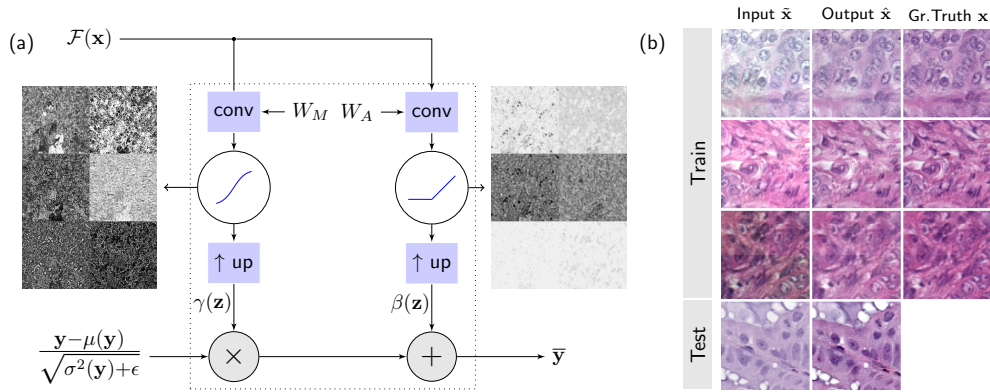 (a)
F(x)
conv
W_M
W_A
conv
↑ up
↑ up
γ(z)
β(z)
y−μ(y)
√σ²(y)+ϵ
×
+
y̅
(b)
Input x̃
Output x̂
Gr.Truth x
Train
Test